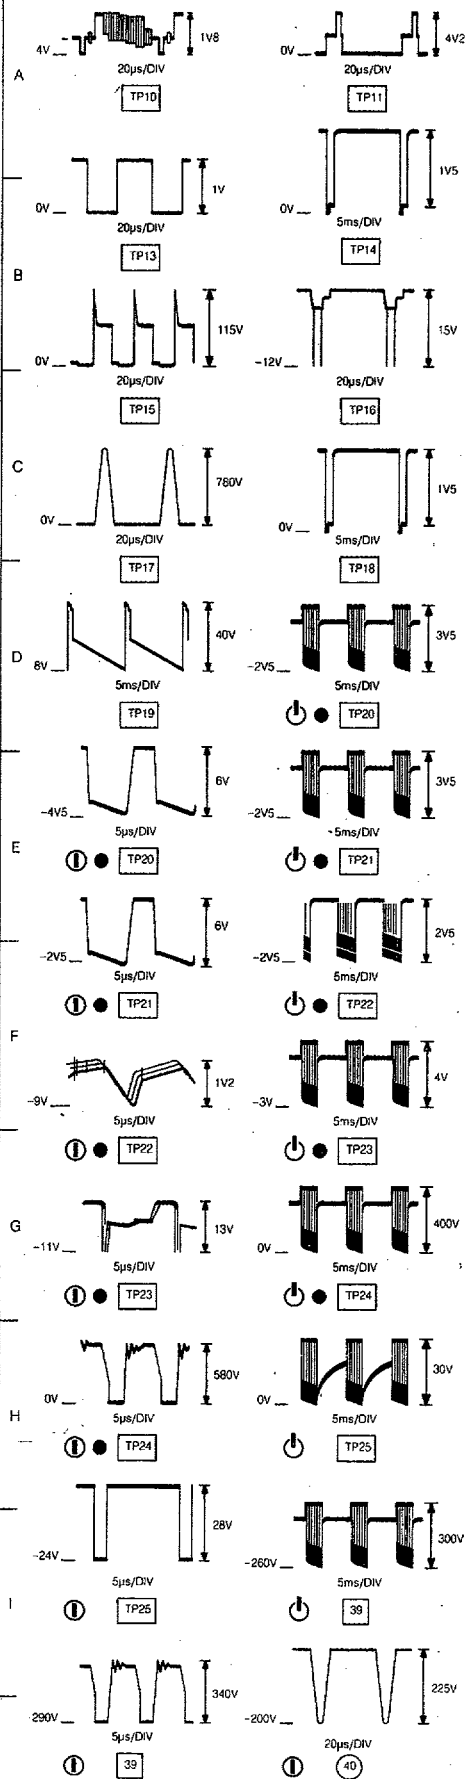 1V8
4V2
4V
0V
20µs/DIV
20µs/DIV
A
TP10
TP11
1V
1V5
0V
0V
20µs/DIV
5ms/DIV
TP13
TP14
B
115V
15V
0V
-12V
20µs/DIV
20µs/DIV
TP15
TP16
C
780V
1V5
0V
0V
20µs/DIV
5ms/DIV
TP17
TP18
40V
3V5
D
8V
-2V5
5ms/DIV
5ms/DIV
TP19
TP20
6V
3V5
-4V5
-2V5
5µs/DIV
5ms/DIV
E
TP20
TP21
6V
2V5
-2V5
-2V5
5µs/DIV
5ms/DIV
TP21
TP22
F
1V2
4V
-9V
-3V
5µs/DIV
5ms/DIV
TP22
TP23
G
13V
400V
-11V
0V
5µs/DIV
5ms/DIV
TP23
TP24
580V
30V
0V
0V
5µs/DIV
5ms/DIV
H
TP24
TP25
28V
300V
-24V
-260V
5µs/DIV
5ms/DIV
I
TP25
39
340V
225V
290V
-200V
5µs/DIV
20µs/DIV
39
40